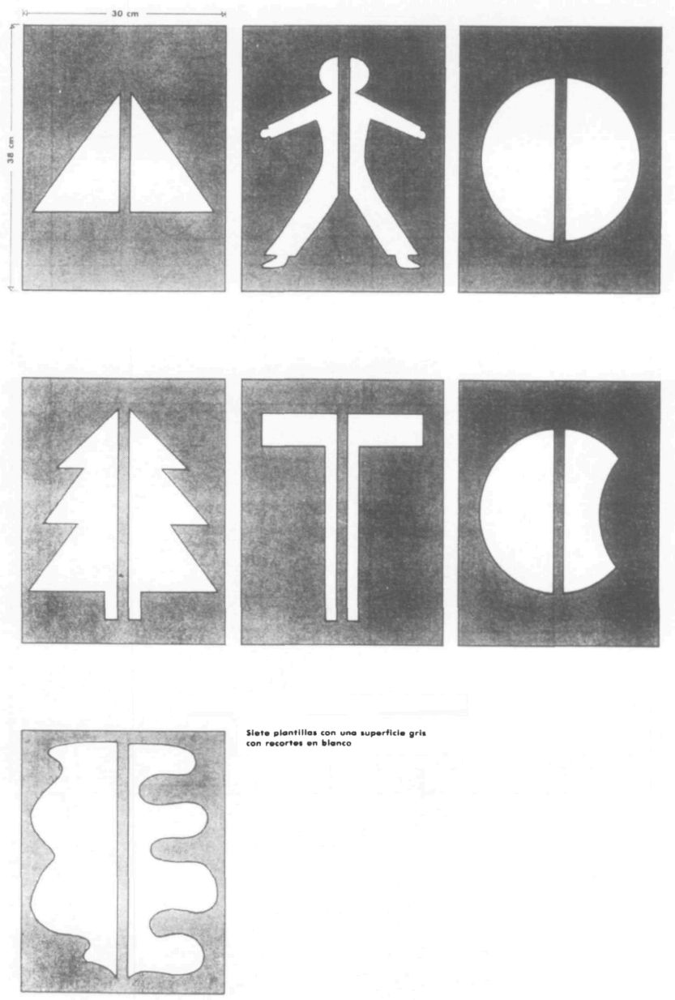 30 cm
38 cm
Siete plantillas con una superficie gris
con recortes en blanco